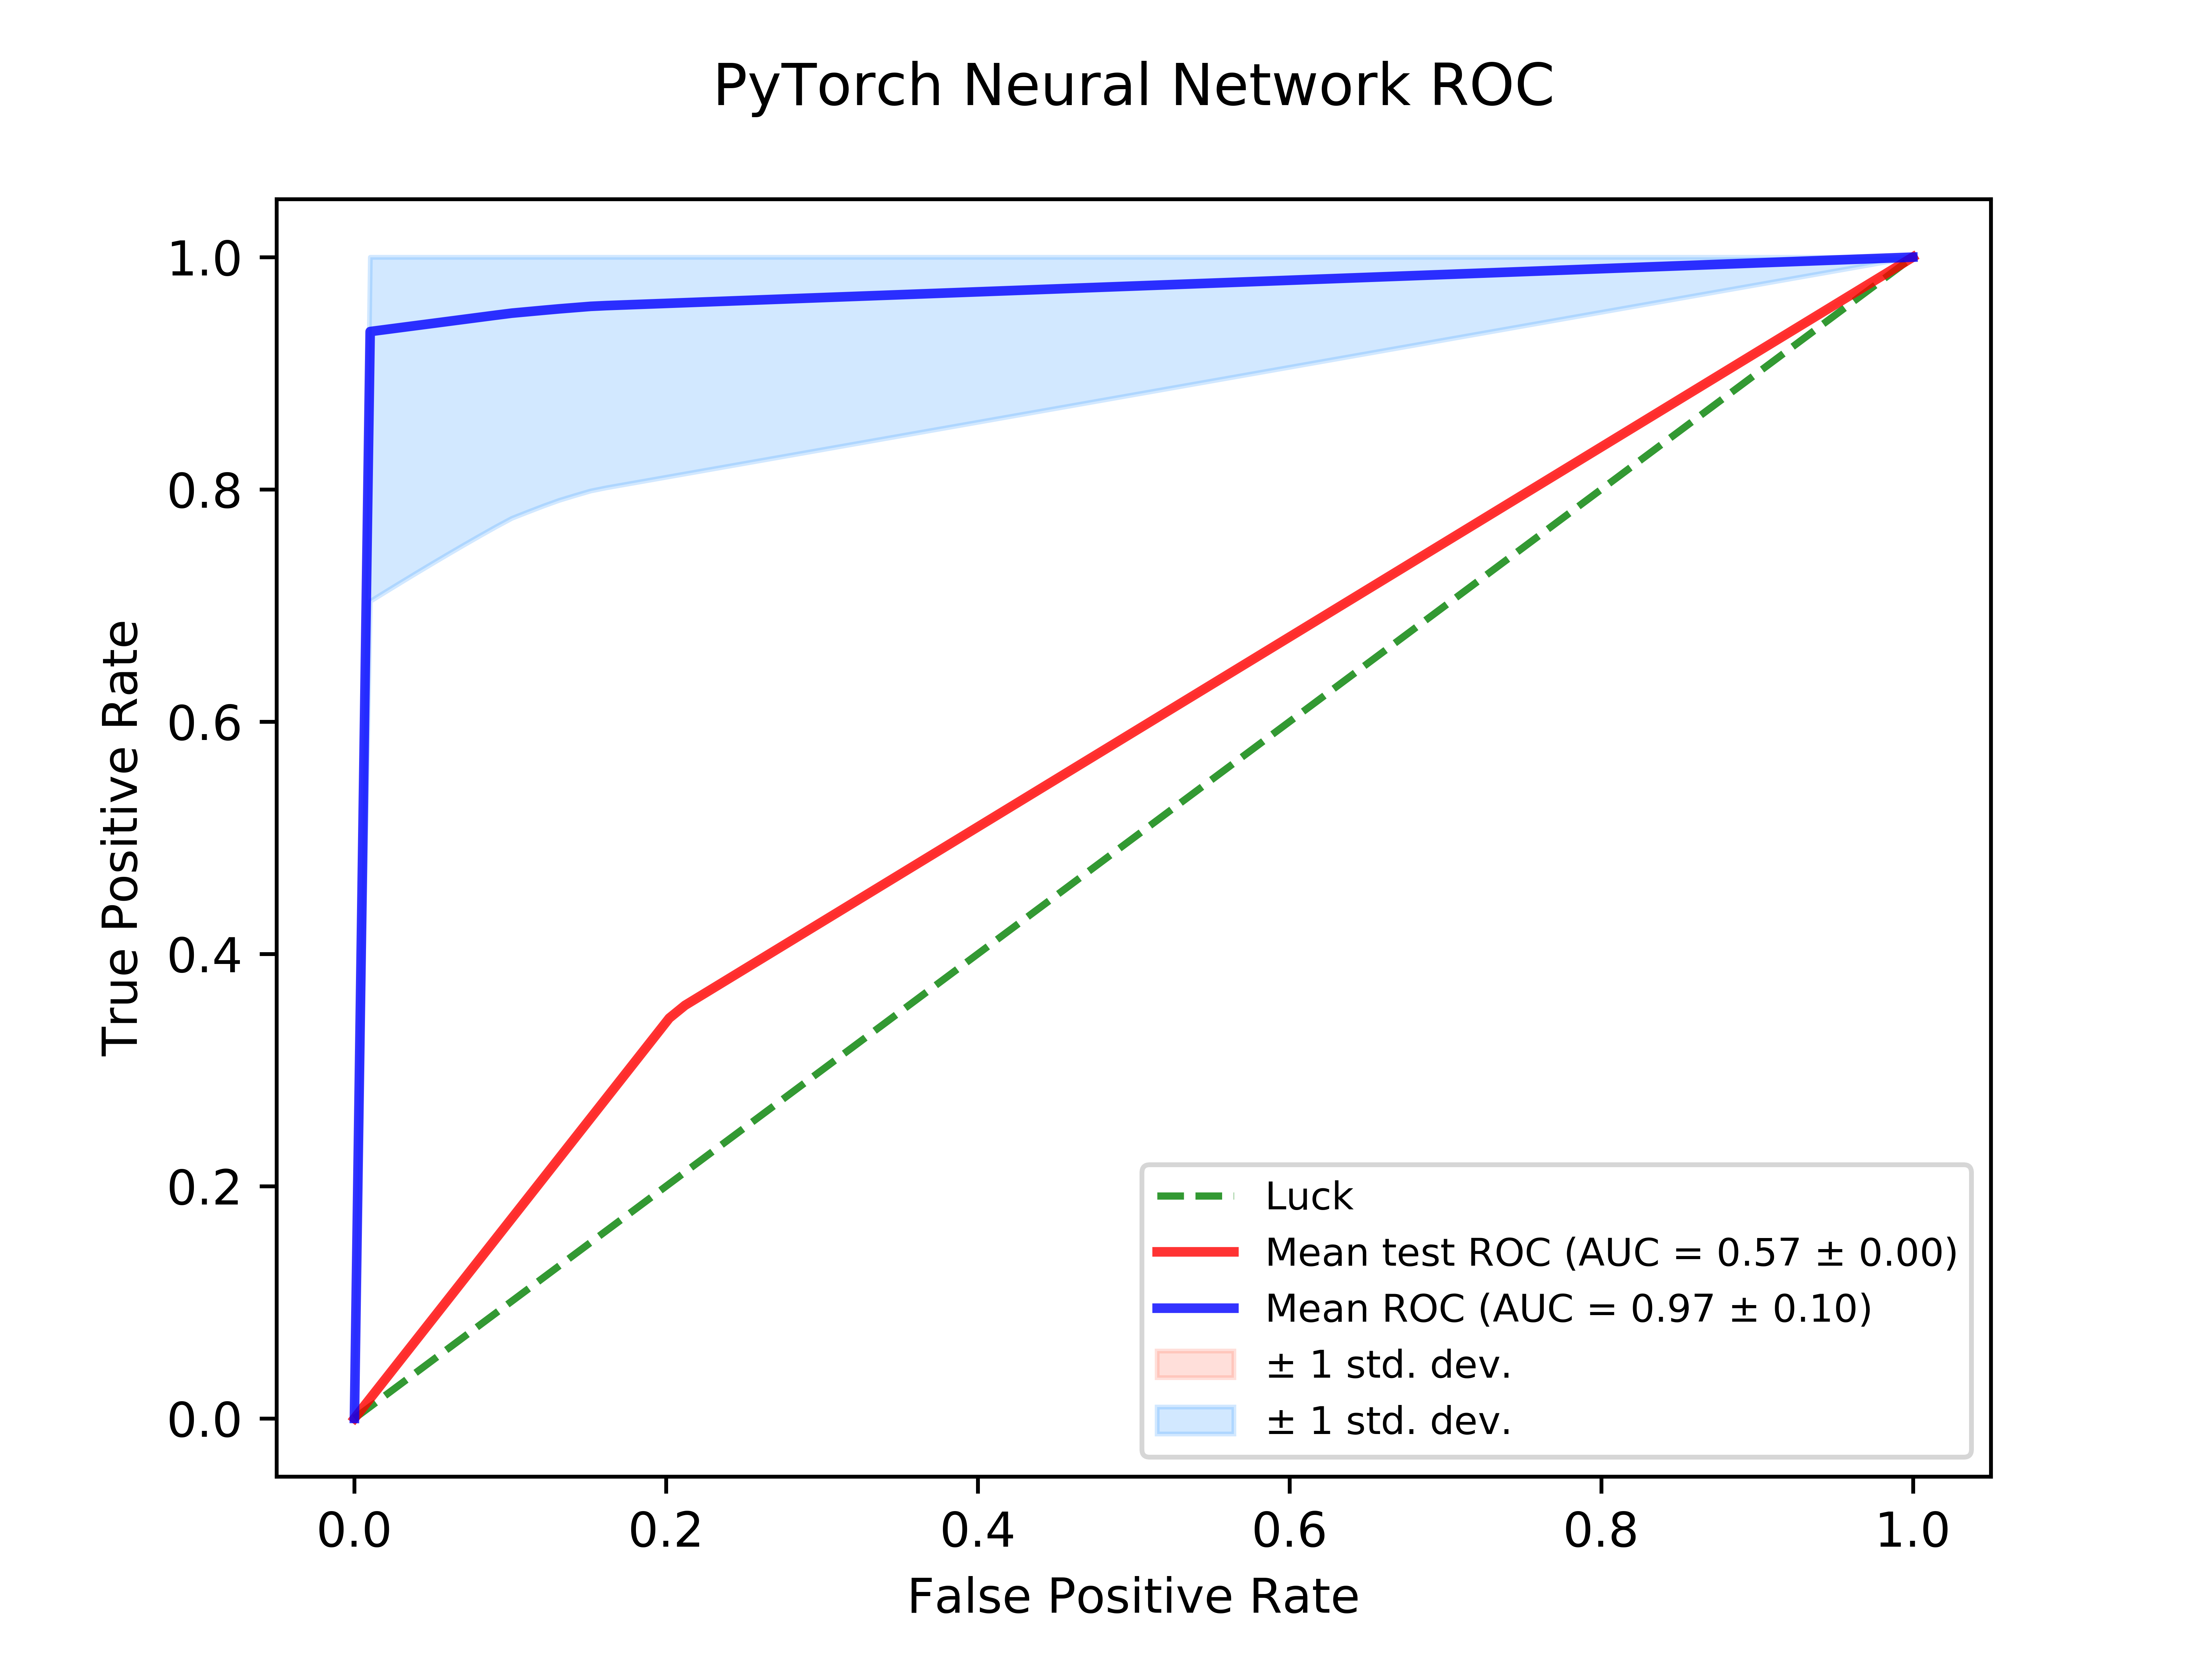 PyTorch Neural Network ROC
True Positive Rate
1.0
0.8
0.6
0.4
0.2
0.0
Luck
Mean test ROC (AUC = 0.57 ± 0.00)
Mean ROC (AUC = 0.97 ± 0.10)
± 1 std. dev.
± 1 std. dev.
0.0 0.2 0.4 0.6 0.8 1.0
False Positive Rate